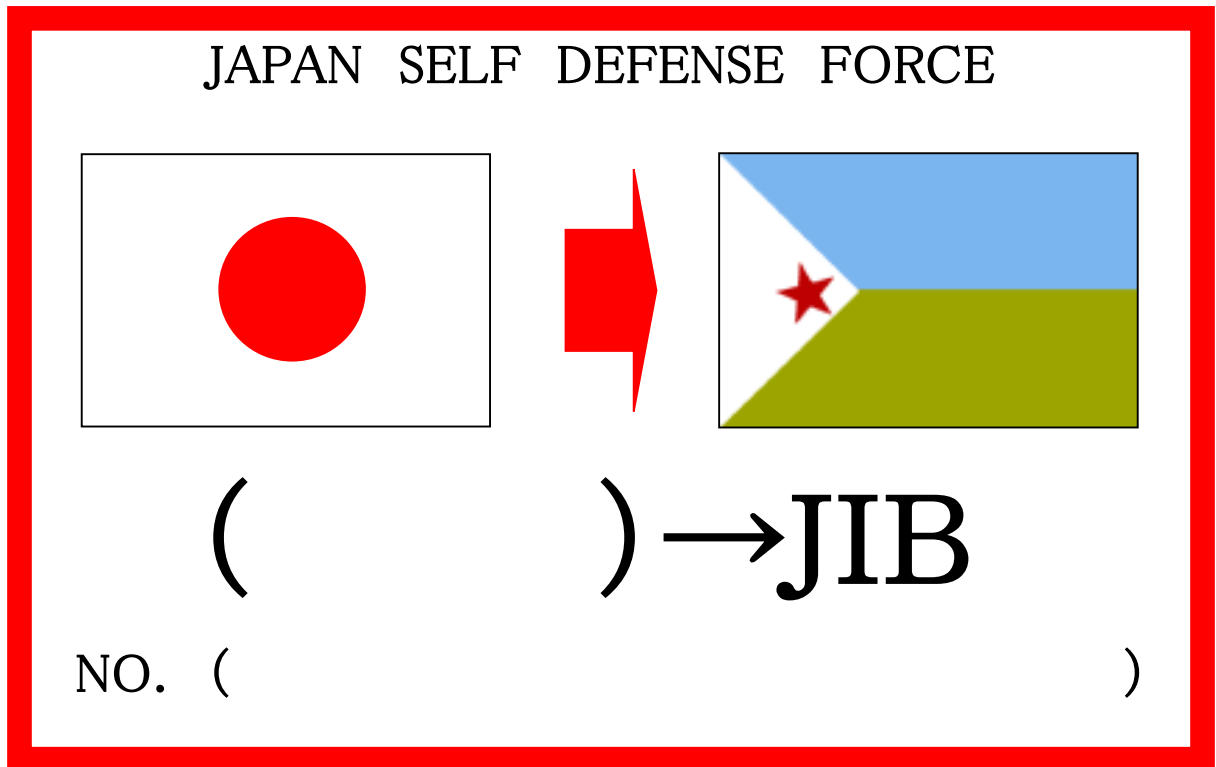 JAPAN SELF DEFENSE FORCE
(          )→JIB
NO. (                    )